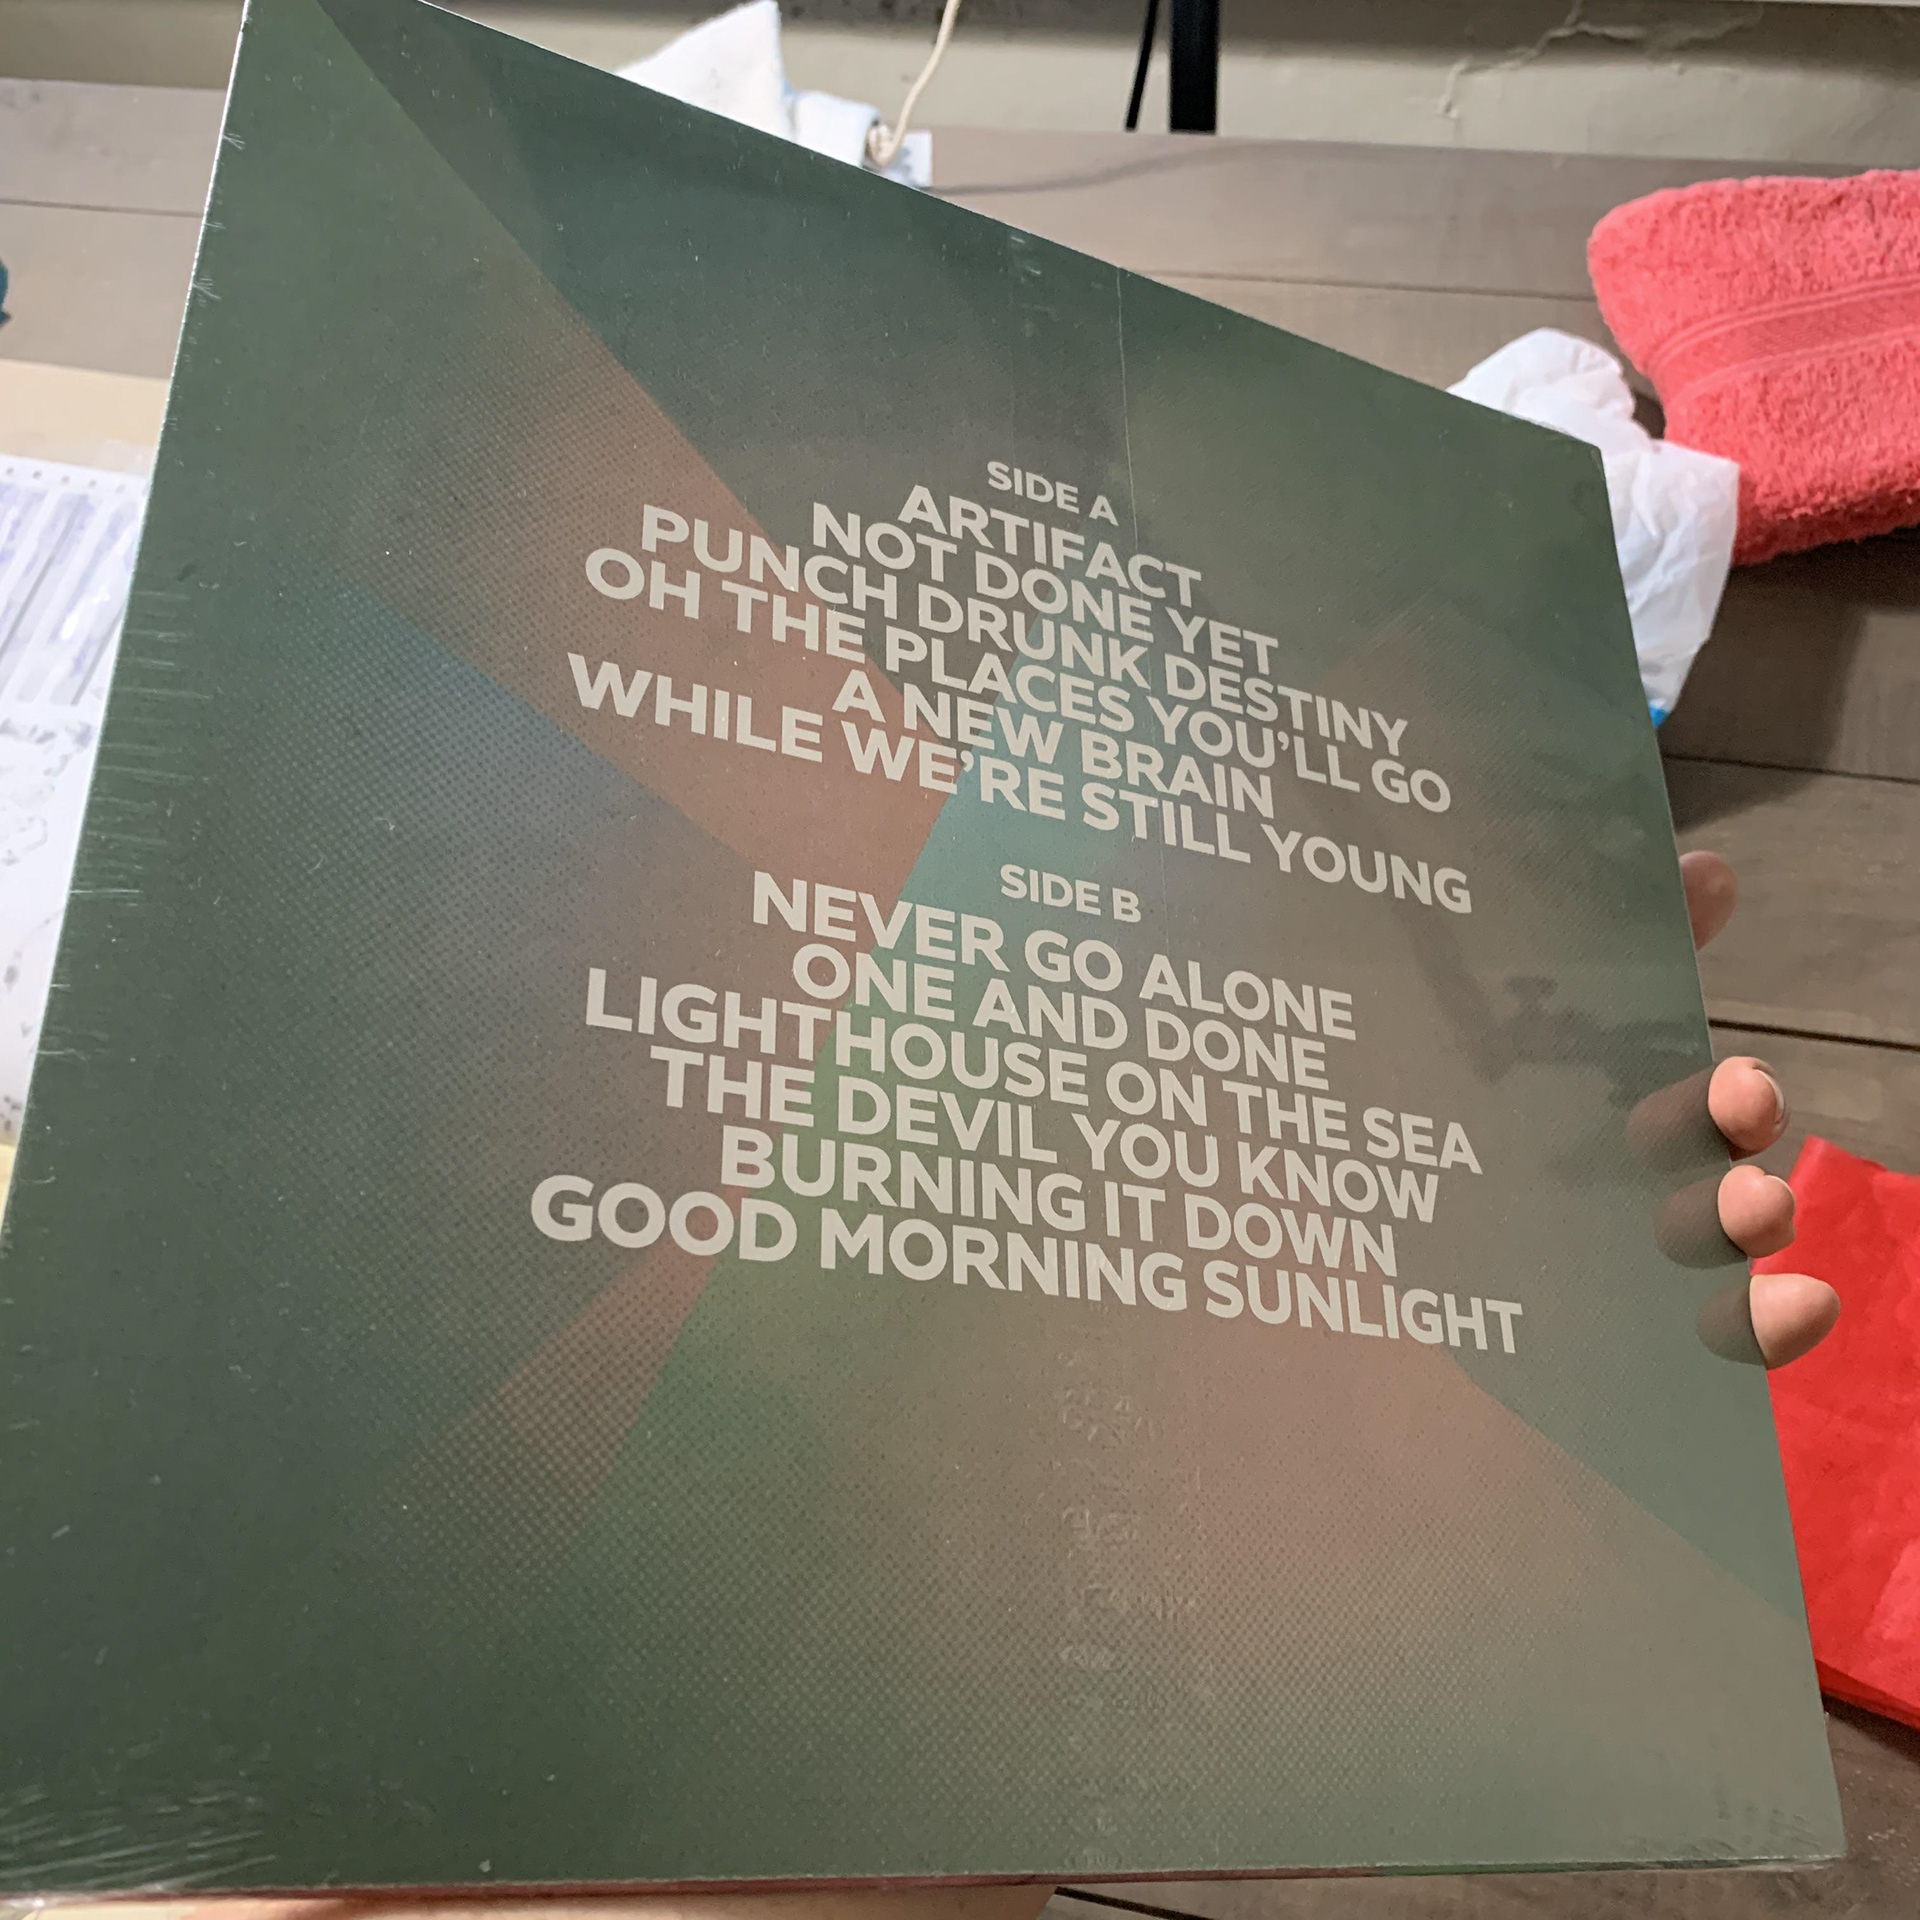 SIDE A
ARTIFACT
NOT DONE YET
PUNCH DRUNK DESTINY
OH THE PLACES YOU'LL GO
A NEW BRAIN
WHILE WE'RE STILL YOUNG
SIDE B
NEVER GO ALONE
ONE AND DONE
LIGHTHOUSE ON THE SEA
THE DEVIL YOU KNOW
BURNING IT DOWN
GOOD MORNING SUNLIGHT